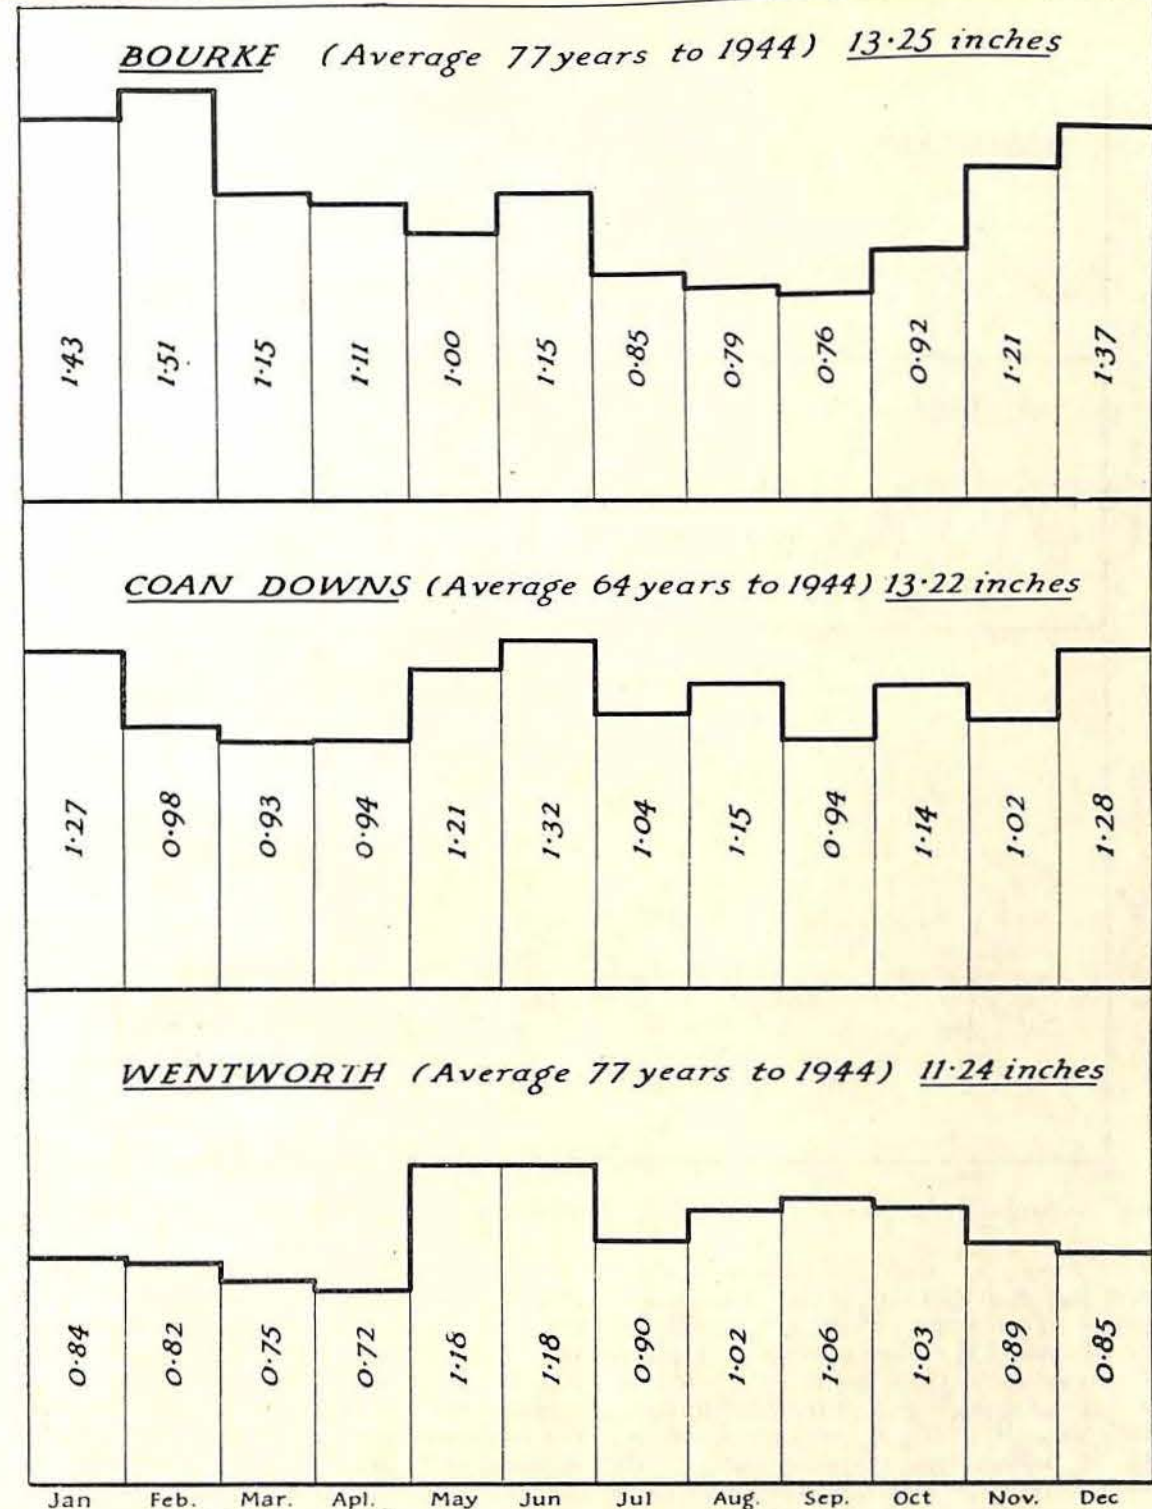 BOURKE (Average 77 years to 1944) 13·25 inches
1·43 1·51 1·15 1·11 1·00 1·15 0·85 0·79 0·76 0·92 1·21 1·37
COAN DOWNS (Average 64 years to 1944) 13·22 inches
1·27 0·98 0·93 0·94 1·21 1·32 1·04 1·15 0·94 1·14 1·02 1·28
WENTWORTH (Average 77 years to 1944) 11·24 inches
0·84 0·82 0·75 0·72 1·18 1·18 0·90 1·02 1·06 1·03 0·89 0·85
Jan Feb. Mar. Apl. May Jun Jul Aug. Sep. Oct Nov. Dec